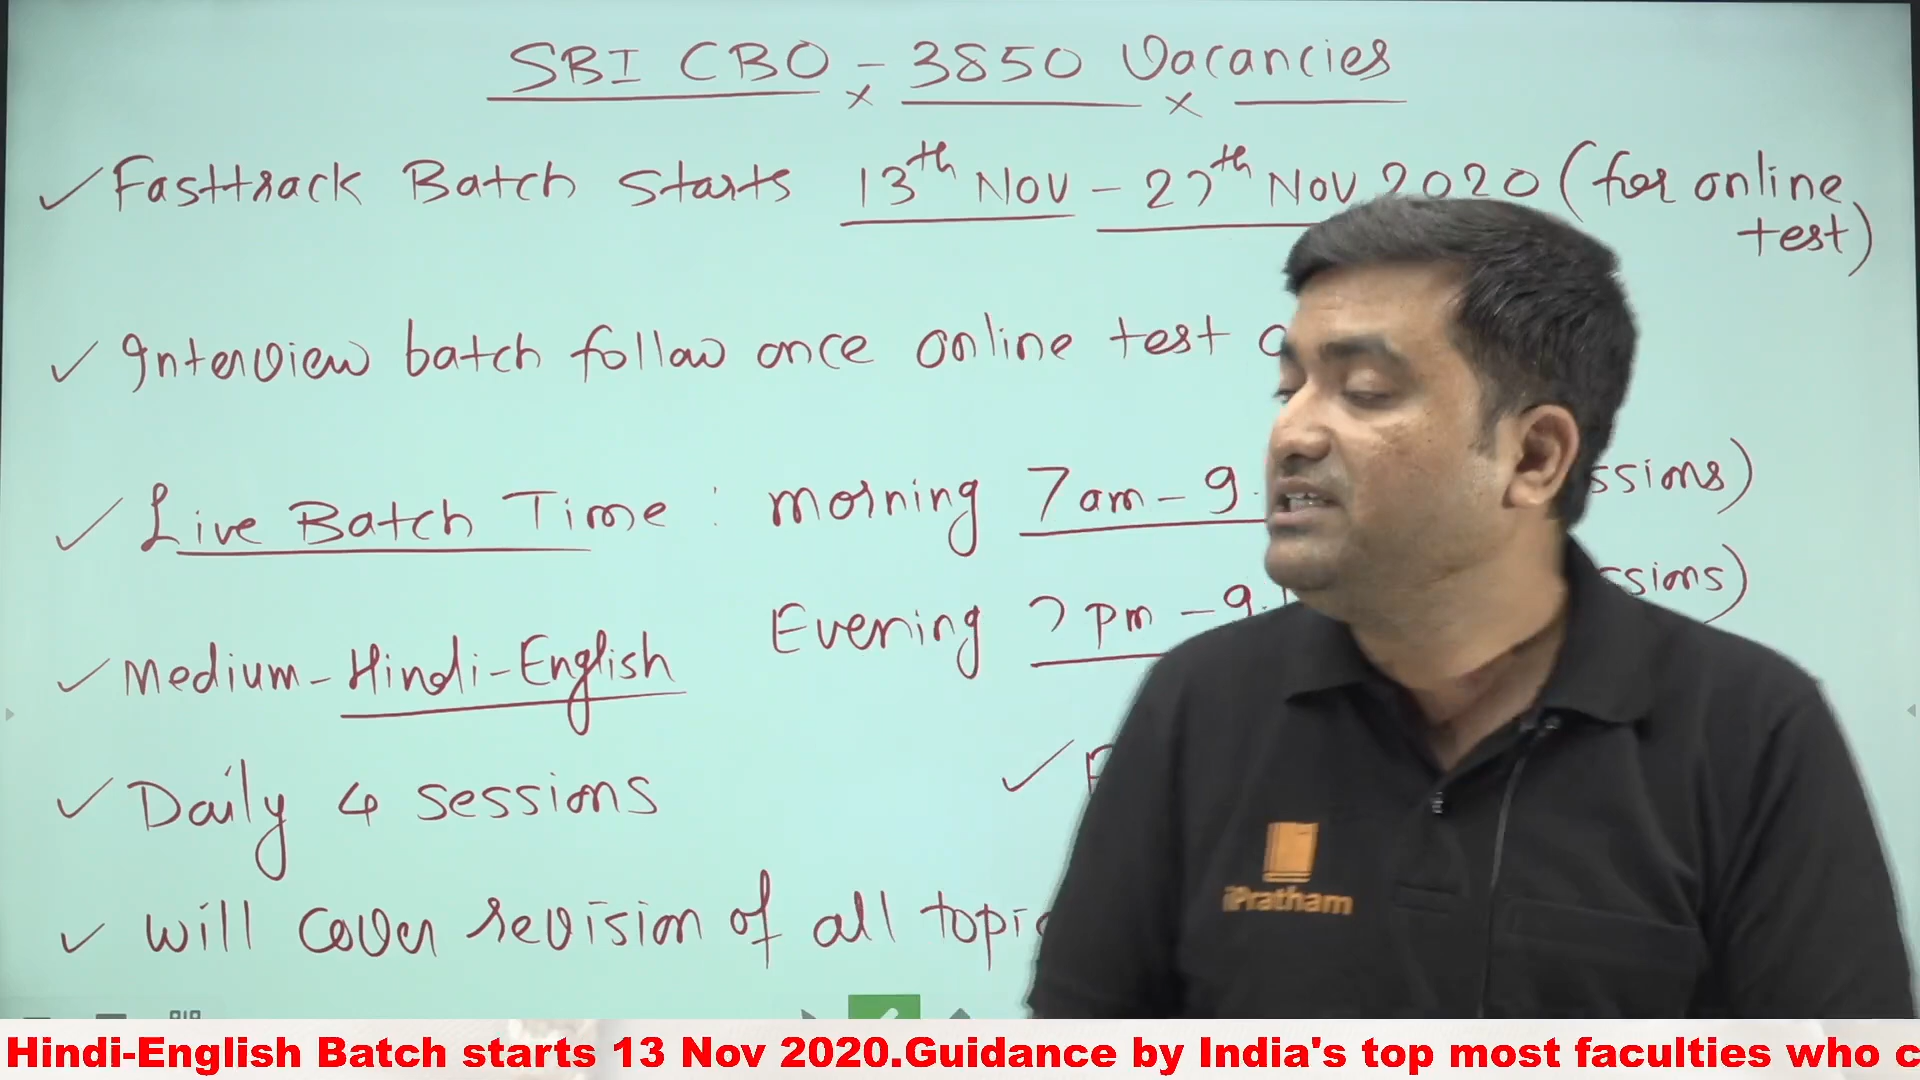 SBI CBO - 3850 Vacancies
Fasttrack Batch Starts 13th Nov - 27th Nov 2020 (for online
test)
Interview batch follow once online test
Live Batch Time : morning 7am - 9. ssions)
Evening 7 pm - 9. ssions)
Medium - Hindi - English
Daily 4 sessions
will cover revision of all topic
iPratham
Hindi-English Batch starts 13 Nov 2020.Guidance by India's top most faculties who c